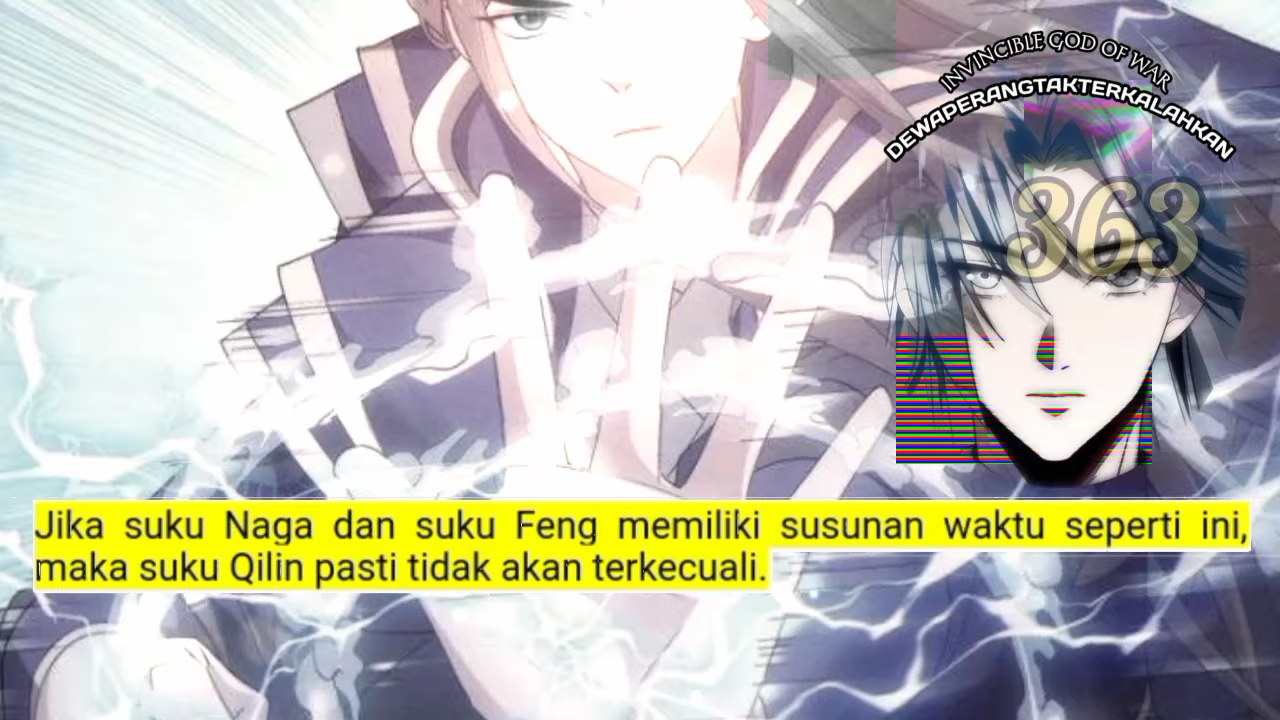 INVINCIBLE GOD OF WAR
DEWAPERANGTAKTERKALAHKAN
363
Jika suku Naga dan suku Feng memiliki susunan waktu seperti ini,
maka suku Qilin pasti tidak akan terkecuali.